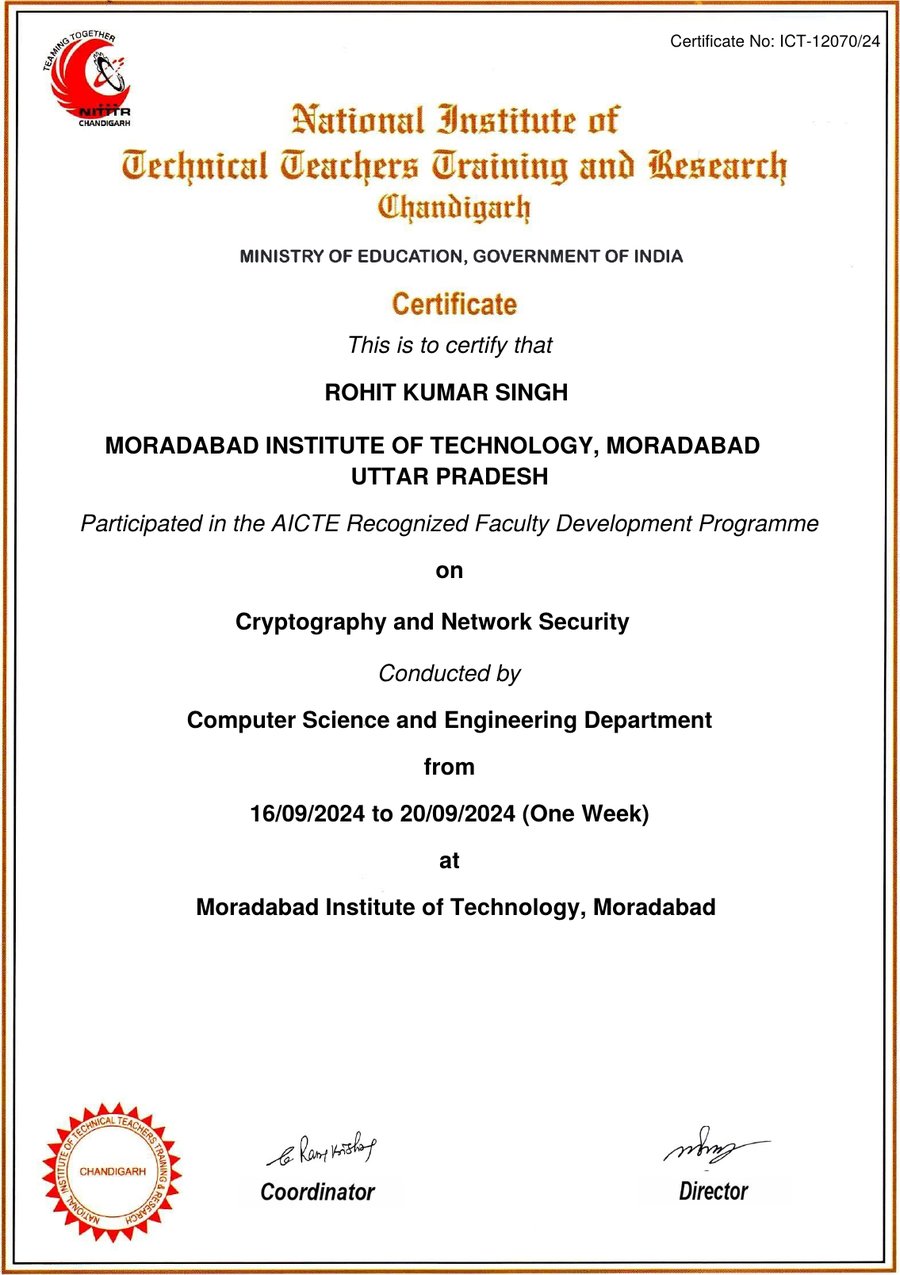 TEAMING TOGETHER
NITTTR
CHANDIGARH
Certificate No: ICT-12070/24
National Institute of
Technical Teachers Training and Research
Chandigarh
MINISTRY OF EDUCATION, GOVERNMENT OF INDIA
Certificate
This is to certify that
ROHIT KUMAR SINGH
MORADABAD INSTITUTE OF TECHNOLOGY, MORADABAD
UTTAR PRADESH
Participated in the AICTE Recognized Faculty Development Programme
on
Cryptography and Network Security
Conducted by
Computer Science and Engineering Department
from
16/09/2024 to 20/09/2024 (One Week)
at
Moradabad Institute of Technology, Moradabad
NATIONAL INSTITUTE OF TECHNICAL TEACHERS TRAINING & RESEARCH
CHANDIGARH
CHANDIGARH
Coordinator
Director